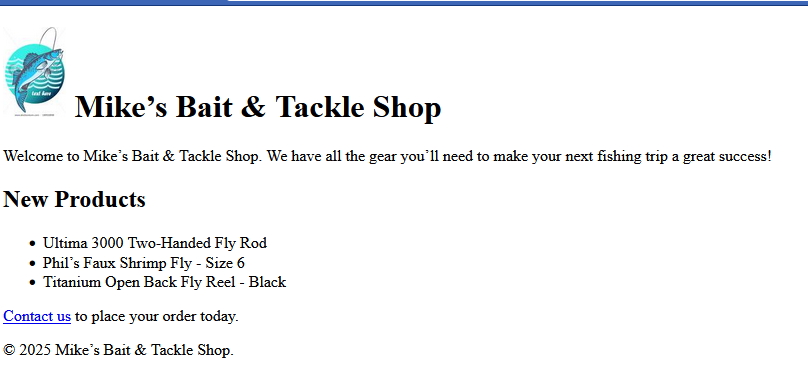 text here
Mike’s Bait & Tackle Shop
Welcome to Mike’s Bait & Tackle Shop. We have all the gear you’ll need to make your next fishing trip a great success!
New Products
• Ultima 3000 Two-Handed Fly Rod
• Phil’s Faux Shrimp Fly - Size 6
• Titanium Open Back Fly Reel - Black
Contact us to place your order today.
© 2025 Mike’s Bait & Tackle Shop.